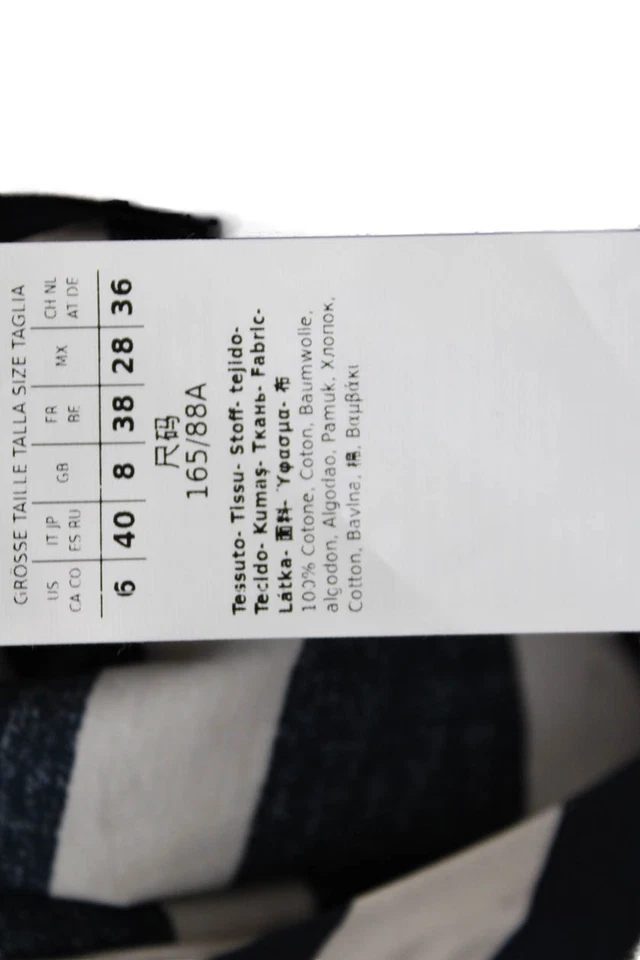 GRÖSSE TAILLE TALLA SIZE TAGLIA
US IT JP GB FR MX CH NL
CA CO ES RU BE AT DE
6 40 8 38 28 36
尺码
165/88A
Tessuto- Tissu- Stoff- tejido-
Tecido- Kumaş- Ткань- Fabric-
Látka- 面料- Ύφασμα- 布
100% Cotone, Coton, Baumwolle,
algodon, Algodao, Pamuk, Хлопок,
Cotton, Bavlna, 棉, Βαμβάκι